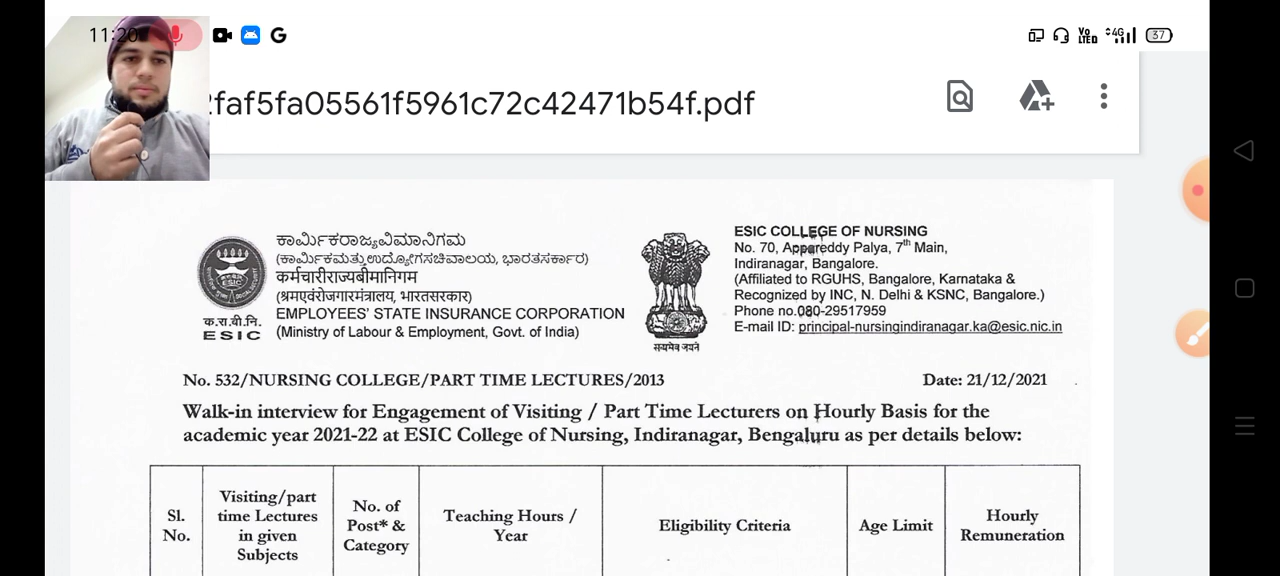 11:20
G
Vo LTED
4G
37
faf5fa05561f5961c72c42471b54f.pdf
ಕಾರ್ಮಿಕರಾಜ್ಯವಿಮಾನಿಗಮ
(ಕಾರ್ಮಿಕಮತ್ತುಉದ್ಯೋಗಸಚಿವಾಲಯ, ಭಾರತಸರ್ಕಾರ)
कर्मचारीराज्यबीमानिगम
(श्रमएवंरोजगारमंत्रालय, भारतसरकार)
EMPLOYEES' STATE INSURANCE CORPORATION
(Ministry of Labour & Employment, Govt. of India)
ESIC
क.रा.बी.नि.
ESIC
सत्यमेव जयते
ESIC COLLEGE OF NURSING
No. 70, Appareddy Palya, 7th Main,
Indiranagar, Bangalore.
(Affiliated to RGUHS, Bangalore, Karnataka &
Recognized by INC, N. Delhi & KSNC, Bangalore.)
Phone no.080-29517959
E-mail ID: principal-nursingindiranagar.ka@esic.nic.in
No. 532/NURSING COLLEGE/PART TIME LECTURES/2013
Date: 21/12/2021
Walk-in interview for Engagement of Visiting / Part Time Lecturers on Hourly Basis for the
academic year 2021-22 at ESIC College of Nursing, Indiranagar, Bengaluru as per details below:
Sl.
No.
Visiting/part
time Lectures
in given
Subjects
No. of
Post* &
Category
Teaching Hours /
Year
Eligibility Criteria
Age Limit
Hourly
Remuneration